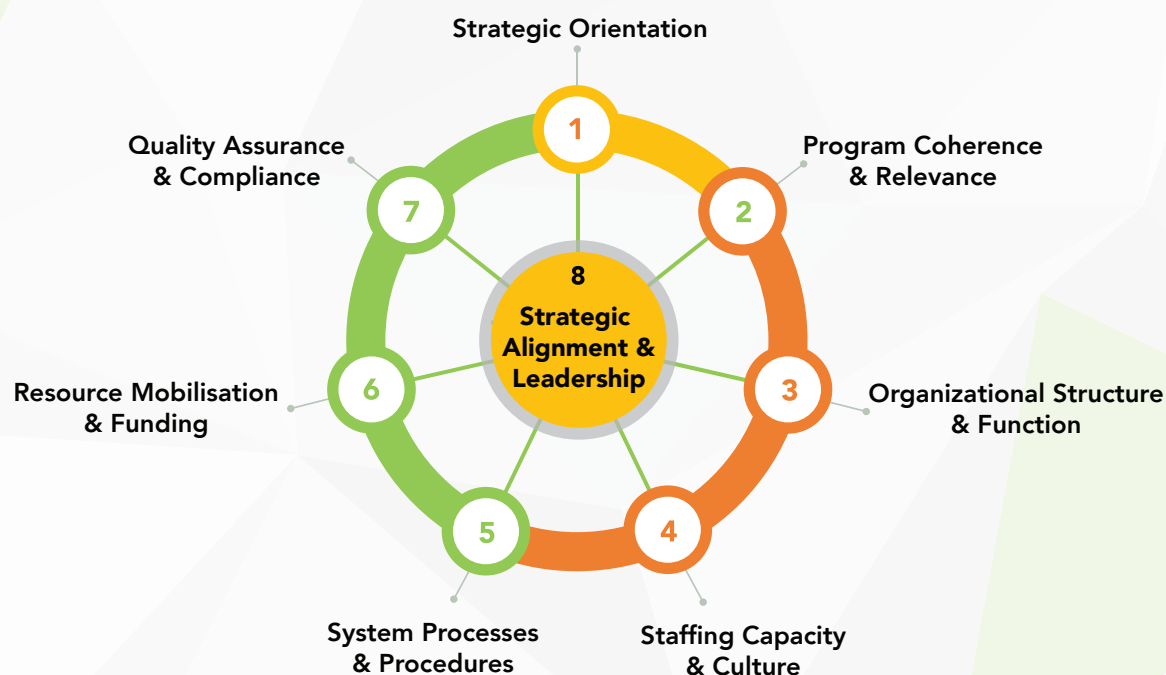 Strategic Orientation
1
Program Coherence
& Relevance
2
Organizational Structure
& Function
3
Staffing Capacity
& Culture
4
System Processes
& Procedures
5
Resource Mobilisation
& Funding
6
Quality Assurance
& Compliance
7
8
Strategic
Alignment &
Leadership